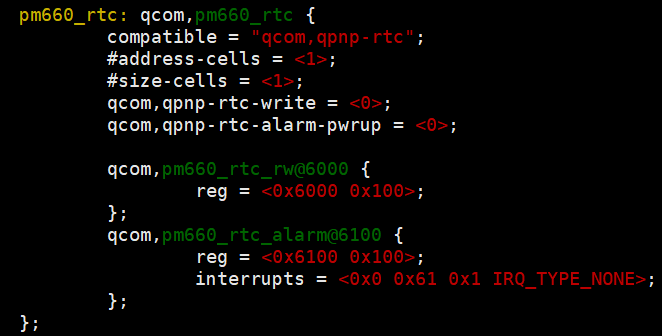 pm660_rtc: qcom,pm660_rtc {
compatible = "qcom,qpnp-rtc";
#address-cells = <1>;
#size-cells = <1>;
qcom,qpnp-rtc-write = <0>;
qcom,qpnp-rtc-alarm-pwrup = <0>;
qcom,pm660_rtc_rw@6000 {
reg = <0x6000 0x100>;
};
qcom,pm660_rtc_alarm@6100 {
reg = <0x6100 0x100>;
interrupts = <0x0 0x61 0x1 IRQ_TYPE_NONE>;
};
};